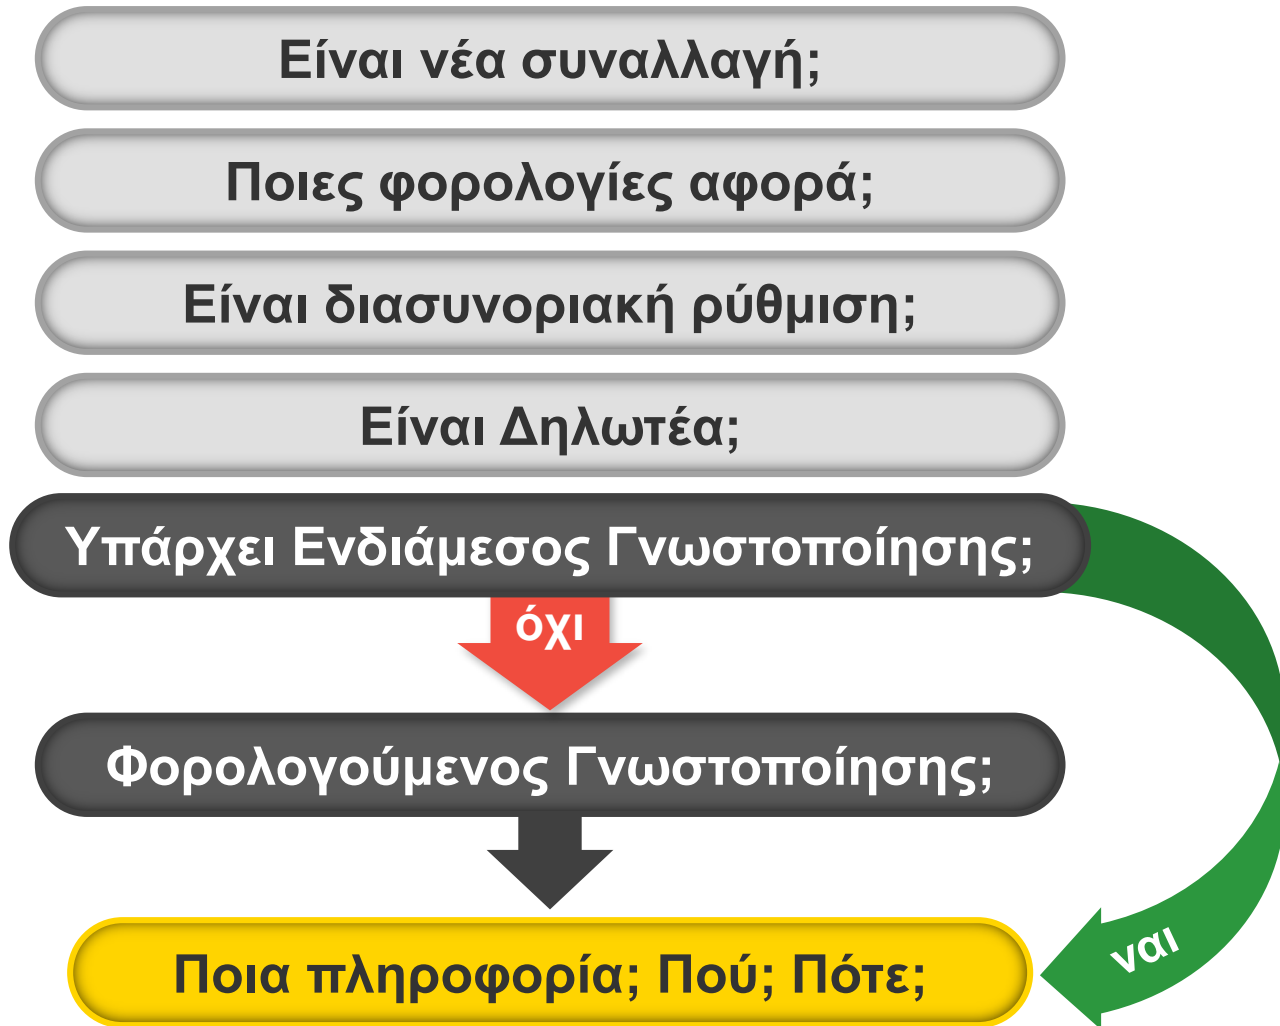 Είναι νέα συναλλαγή;
Ποιες φορολογίες αφορά;
Είναι διασυνοριακή ρύθμιση;
Είναι Δηλωτέα;
Υπάρχει Ενδιάμεσος Γνωστοποίησης;
όχι
Φορολογούμενος Γνωστοποίησης;
ναι
Ποια πληροφορία; Πού; Πότε;